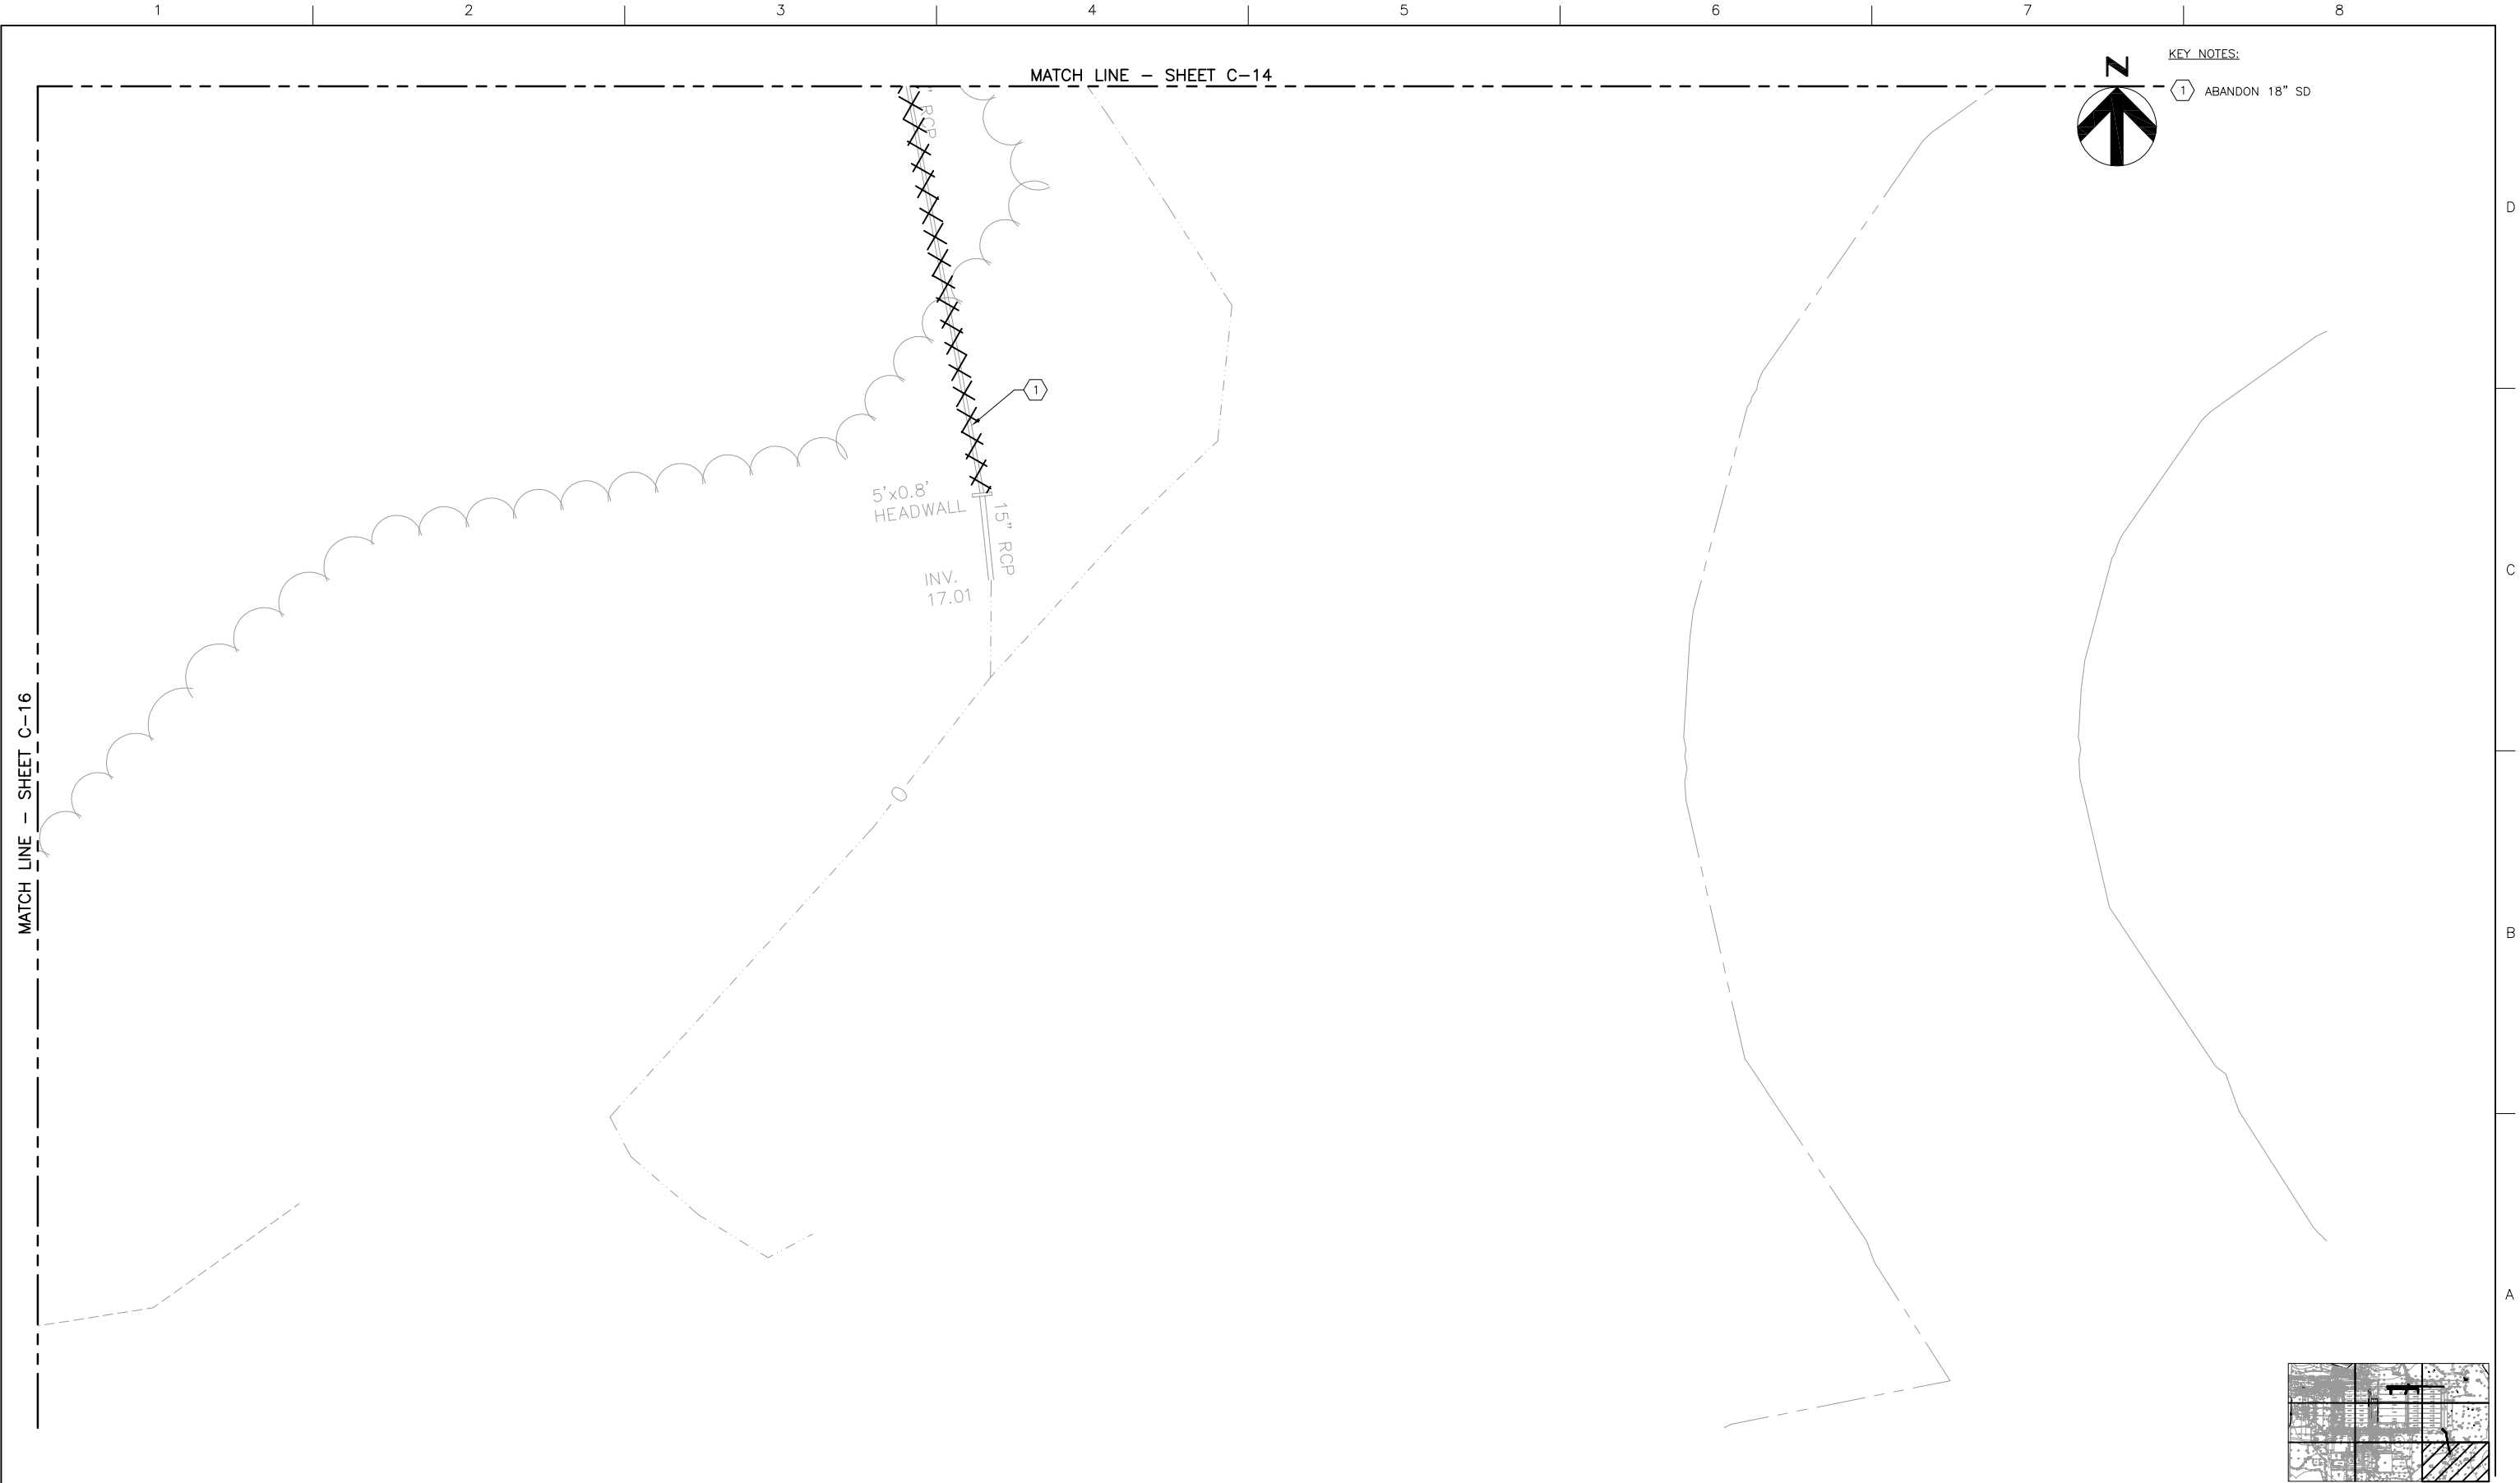 1 2 3 4 5 6 7 8
MATCH LINE – SHEET C–14
N
KEY NOTES:
1 ABANDON 18" SD
" RCP
D
1
5'x0.8'
HEADWALL
15" RCP
INV.
17.01
C
MATCH LINE – SHEET C–16
0
B
A